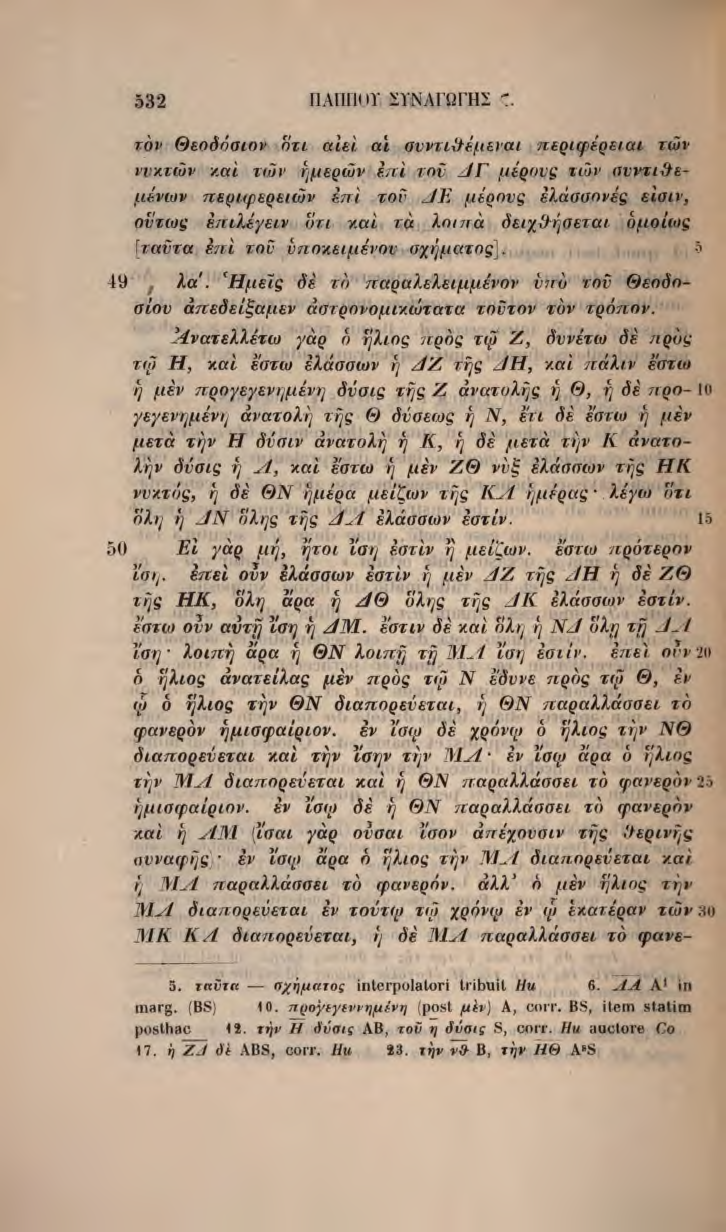 532 ΠΑΠΠΟΥ ΣΥΝΑΓΩΓΗΣ ϛ.
τὸν Θεοδόσιον ὅτι αἰεὶ αἱ συντιθέμεναι περιφέρειαι τῶν
νυκτῶν καὶ τῶν ἡμερῶν ἐπὶ τοῦ ΔΓ μέρους τῶν συντιθε-
μένων περιφερειῶν ἐπὶ τοῦ ΔΕ μέρους ἐλάσσονές εἰσιν,
οὕτως ἐπιλέγειν ὅτι καὶ τὰ λοιπὰ δειχθήσεται ὁμοίως
[ταῦτα ἐπὶ τοῦ ὑποκειμένου σχήματος]. 5
49 λα΄. Ἡμεῖς δὲ τὸ παραλελειμμένον ὑπὸ τοῦ Θεοδο-
σίου ἀπεδείξαμεν ἀστρονομικώτατα τοῦτον τὸν τρόπον.
Ἀνατελλέτω γὰρ ὁ ἥλιος πρὸς τῷ Ζ, δυνέτω δὲ πρὸς
τῷ Η, καὶ ἔστω ἐλάσσων ἡ ΔΖ τῆς ΔΗ, καὶ πάλιν ἔστω
ἡ μὲν προγεγενημένη δύσις τῆς Ζ ἀνατολῆς ἡ Θ, ἡ δὲ προ- 10
γεγενημένη ἀνατολὴ τῆς Θ δύσεως ἡ Ν, ἔτι δὲ ἔστω ἡ μὲν
μετὰ τὴν Η δύσιν ἀνατολὴ ἡ Κ, ἡ δὲ μετὰ τὴν Κ ἀνατο-
λὴν δύσις ἡ Λ, καὶ ἔστω ἡ μὲν ΖΘ νὺξ ἐλάσσων τῆς ΗΚ
νυκτός, ἡ δὲ ΘΝ ἡμέρα μείζων τῆς ΚΛ ἡμέρας· λέγω ὅτι
ὅλη ἡ ΔΝ ὅλης τῆς ΔΛ ἐλάσσων ἐστίν. 15
50 Εἰ γὰρ μή, ἤτοι ἴση ἐστὶν ἢ μείζων. ἔστω πρότερον
ἴση. ἐπεὶ οὖν ἐλάσσων ἐστὶν ἡ μὲν ΔΖ τῆς ΔΗ ἡ δὲ ΖΘ
τῆς ΗΚ, ὅλη ἄρα ἡ ΔΘ ὅλης τῆς ΔΚ ἐλάσσων ἐστίν.
ἔστω οὖν αὐτῇ ἴση ἡ ΔΜ. ἔστιν δὲ καὶ ὅλη ἡ ΝΔ ὅλῃ τῇ ΔΛ
ἴση· λοιπὴ ἄρα ἡ ΘΝ λοιπῇ τῇ ΜΛ ἴση ἐστίν. ἐπεὶ οὖν 20
ὁ ἥλιος ἀνατείλας μὲν πρὸς τῷ Ν ἔδυνε πρὸς τῷ Θ, ἐν
ᾧ ὁ ἥλιος τὴν ΘΝ διαπορεύεται, ἡ ΘΝ παραλλάσσει τὸ
φανερὸν ἡμισφαίριον. ἐν ἴσῳ δὲ χρόνῳ ὁ ἥλιος τὴν ΝΘ
διαπορεύεται καὶ τὴν ἴσην τὴν ΜΛ· ἐν ἴσῳ ἄρα ὁ ἥλιος
τὴν ΜΛ διαπορεύεται καὶ ἡ ΘΝ παραλλάσσει τὸ φανερὸν 25
ἡμισφαίριον. ἐν ἴσῳ δὲ ἡ ΘΝ παραλλάσσει τὸ φανερὸν
καὶ ἡ ΛΜ (ἴσαι γὰρ οὖσαι ἴσον ἀπέχουσιν τῆς θερινῆς
συναφῆς)· ἐν ἴσῳ ἄρα ὁ ἥλιος τὴν ΜΛ διαπορεύεται καὶ
ἡ ΜΛ παραλλάσσει τὸ φανερόν. ἀλλ᾽ ὁ μὲν ἥλιος τὴν
ΜΛ διαπορεύεται ἐν τούτῳ τῷ χρόνῳ ἐν ᾧ ἑκατέραν τῶν 30
ΜΚ ΚΛ διαπορεύεται, ἡ δὲ ΜΛ παραλλάσσει τὸ φανε-
5. ταῦτα — σχήματος interpolatori tribuit Hu 6. ΛΑ A¹ in
marg. (BS) 10. προγεγεννημένη (post μὲν) A, corr. BS, item statim
posthac 12. τὴν Η δύσις AB, τοῦ η δύσις S, corr. Hu auctore Co
17. ἡ ΖΔ δὲ ABS, corr. Hu 23. τὴν νθ B, τὴν ΗΘ AˢS